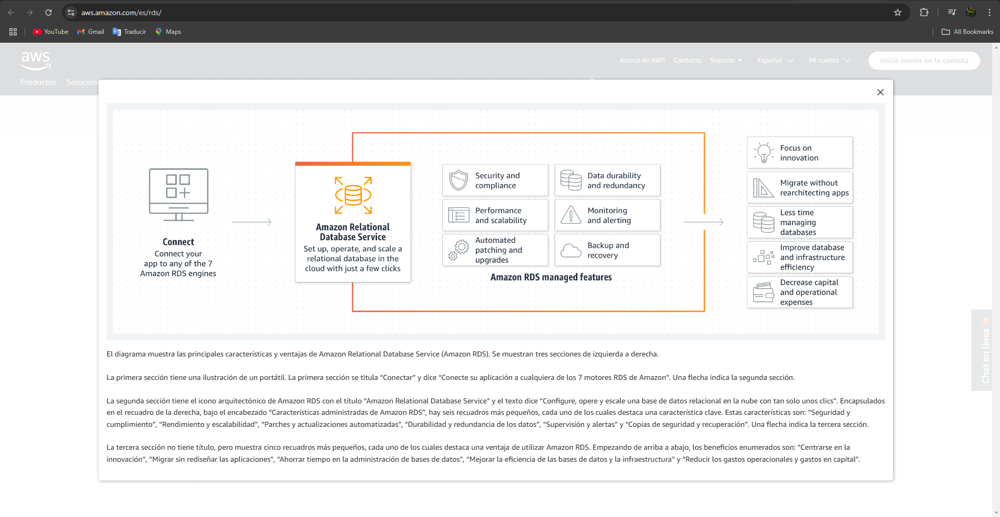 aws.amazon.com/es/rds/
YouTube
Gmail
Traducir
Maps
All Bookmarks
aws
Acerca de AWS
Contacto
Soporte
Español
Mi cuenta
Inicie sesión en la consola
Productos
Connect
Connect your
app to any of the 7
Amazon RDS engines
Amazon Relational
Database Service
Set up, operate, and scale a
relational database in the
cloud with just a few clicks
Security and
compliance
Data durability
and redundancy
Performance
and scalability
Monitoring
and alerting
Automated
patching and
upgrades
Backup and
recovery
Amazon RDS managed features
Focus on
innovation
Migrate without
rearchitecting apps
Less time
managing
databases
Improve database
and infrastructure
efficiency
Decrease capital
and operational
expenses
Chat en línea
El diagrama muestra las principales características y ventajas de Amazon Relational Database Service (Amazon RDS). Se muestran tres secciones de izquierda a derecha.
La primera sección tiene una ilustración de un portátil. La primera sección se titula “Conectar” y dice “Conecte su aplicación a cualquiera de los 7 motores RDS de Amazon”. Una flecha indica la segunda sección.
La segunda sección tiene el icono arquitectónico de Amazon RDS con el título “Amazon Relational Database Service” y el texto dice “Configure, opere y escale una base de datos relacional en la nube con tan solo unos clics”. Encapsulados
en el recuadro de la derecha, bajo el encabezado “Características administradas de Amazon RDS”, hay seis recuadros más pequeños, cada uno de los cuales destaca una característica clave. Estas características son: “Seguridad y
cumplimiento”, “Rendimiento y escalabilidad”, “Parches y actualizaciones automatizadas”, “Durabilidad y redundancia de los datos”, “Supervisión y alertas” y “Copias de seguridad y recuperación”. Una flecha indica la tercera sección.
La tercera sección no tiene título, pero muestra cinco recuadros más pequeños, cada uno de los cuales destaca una ventaja de utilizar Amazon RDS. Empezando de arriba a abajo, los beneficios enumerados son: “Centrarse en la
innovación”, “Migrar sin rediseñar las aplicaciones”, “Ahorrar tiempo en la administración de bases de datos”, “Mejorar la eficiencia de las bases de datos y la infraestructura” y “Reducir los gastos operacionales y gastos en capital”.